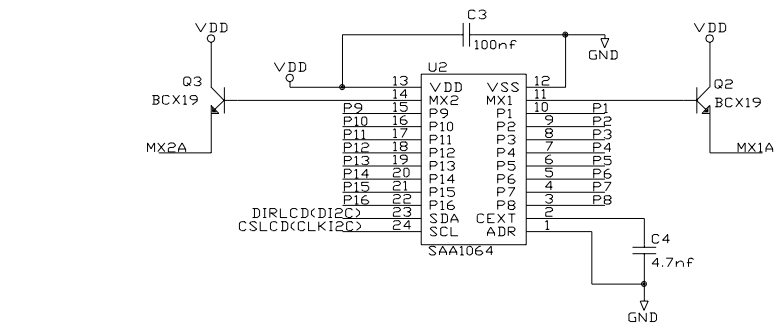 C3
VDD
VDD
100nf
GND
VDD
U2
Q3
Q2
13 VDD VSS 12
BCX19
14 MX2 MX1 11
BCX19
P9 15 P9 P1 10 P1
P10 16 P10 P2 9 P2
P11 17 P11 P3 8 P3
MX2A
P12 18 P12 P4 7 P4
MX1A
P13 19 P13 P5 6 P5
P14 20 P14 P6 5 P6
P15 21 P15 P7 4 P7
P16 22 P16 P8 3 P8
DIRLCD(DI2C) 23 SDA CEXT 2
CSLCD(CLKI2C) 24 SCL ADR 1
C4
SAA1064
4.7nf
GND